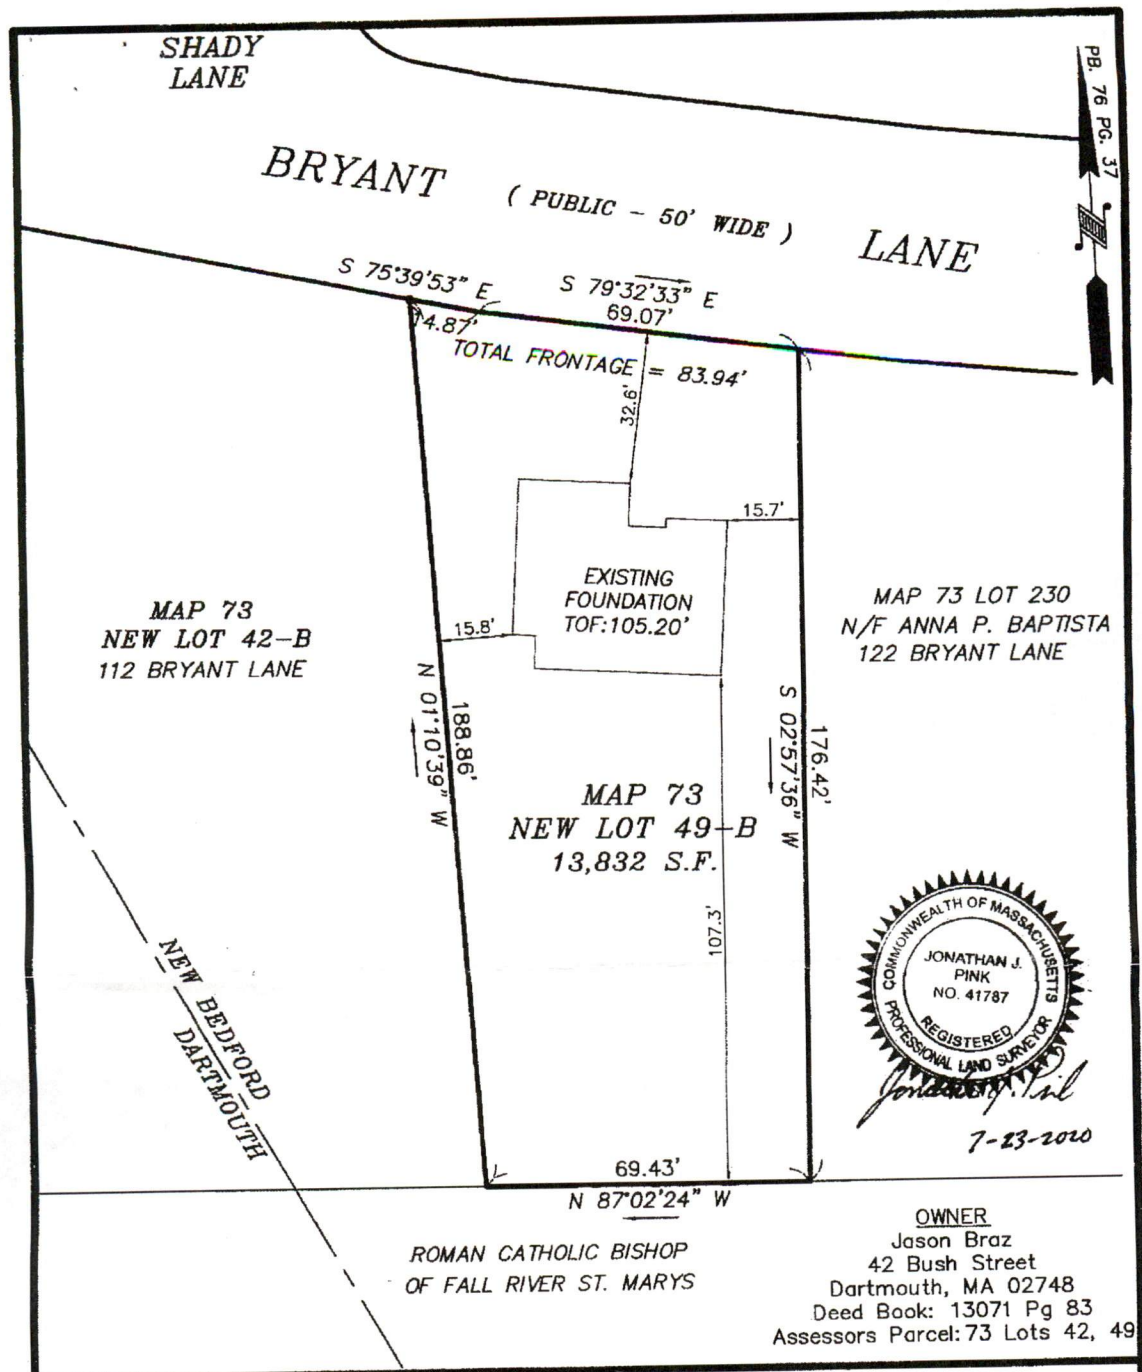 SHADY
LANE
PB. 76 PG. 37
BRYANT ( PUBLIC - 50' WIDE ) LANE
S 75°39'53" E
14.87'
S 79°32'33" E
69.07'
TOTAL FRONTAGE = 83.94'
32.6'
15.7'
EXISTING
FOUNDATION
TOF:105.20'
15.8'
MAP 73
NEW LOT 42-B
112 BRYANT LANE
MAP 73 LOT 230
N/F ANNA P. BAPTISTA
122 BRYANT LANE
188.86'
N 01°10'39" W
176.42'
S 02°57'36" W
MAP 73
NEW LOT 49-B
13,832 S.F.
107.3'
NEW BEDFORD
DARTMOUTH
COMMONWEALTH OF MASSACHUSETTS
JONATHAN J.
PINK
NO. 41787
REGISTERED
PROFESSIONAL LAND SURVEYOR
Jonathan J. Pink
7-23-2020
69.43'
N 87°02'24" W
ROMAN CATHOLIC BISHOP
OF FALL RIVER ST. MARYS
OWNER
Jason Braz
42 Bush Street
Dartmouth, MA 02748
Deed Book: 13071 Pg 83
Assessors Parcel: 73 Lots 42, 49